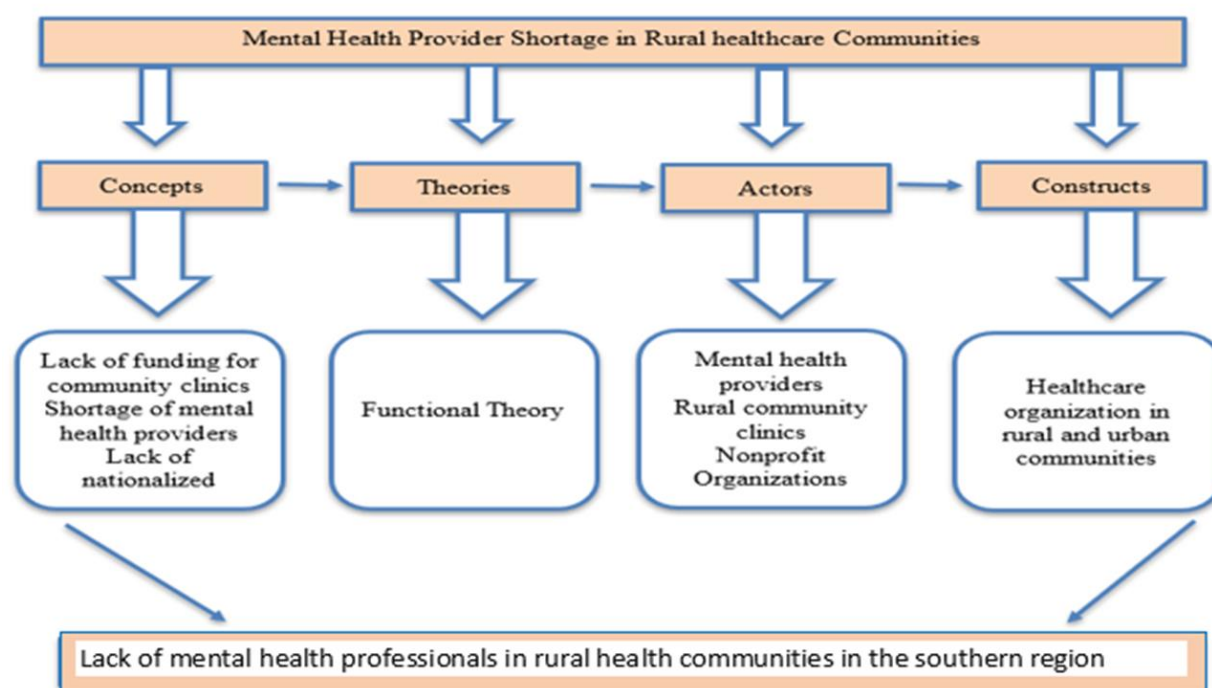 Mental Health Provider Shortage in Rural healthcare Communities
Concepts
Theories
Actors
Constructs
Lack of funding for
community clinics
Shortage of mental
health providers
Lack of
nationalized
Functional Theory
Mental health
providers
Rural community
clinics
Nonprofit
Organizations
Healthcare
organization in
rural and urban
communities
Lack of mental health professionals in rural health communities in the southern region